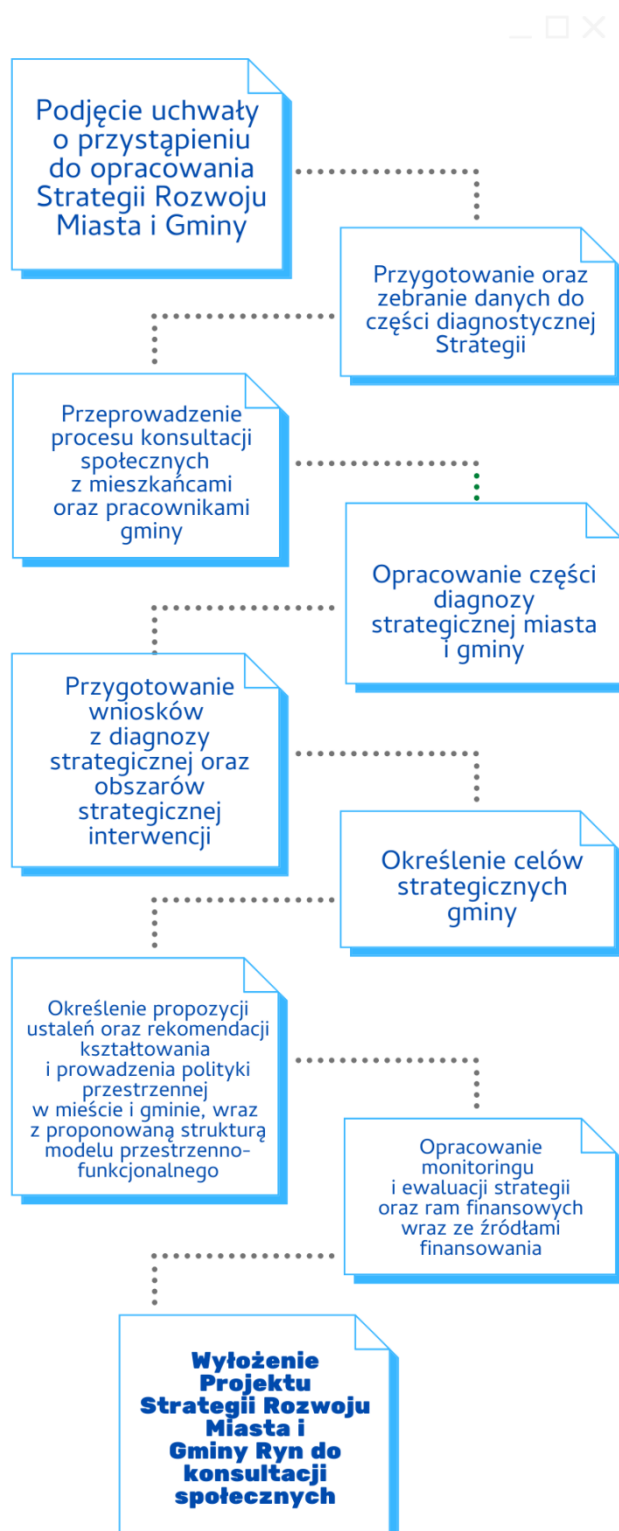 Podjęcie uchwały
o przystąpieniu
do opracowania
Strategii Rozwoju
Miasta i Gminy
Przygotowanie oraz
zebranie danych do
części diagnostycznej
Strategii
Przeprowadzenie
procesu konsultacji
społecznych
z mieszkańcami
oraz pracownikami
gminy
Opracowanie części
diagnozy
strategicznej miasta
i gminy
Przygotowanie
wniosków
z diagnozy
strategicznej oraz
obszarów
strategicznej
interwencji
Określenie celów
strategicznych
gminy
Określenie propozycji
ustaleń oraz rekomendacji
kształtowania
i prowadzenia polityki
przestrzennej
w mieście i gminie, wraz
z proponowaną strukturą
modelu przestrzenno-
funkcjonalnego
Opracowanie
monitoringu
i ewaluacji strategii
oraz ram finansowych
wraz ze źródłami
finansowania
Wyłożenie
Projektu
Strategii Rozwoju
Miasta i
Gminy Ryn do
konsultacji
społecznych